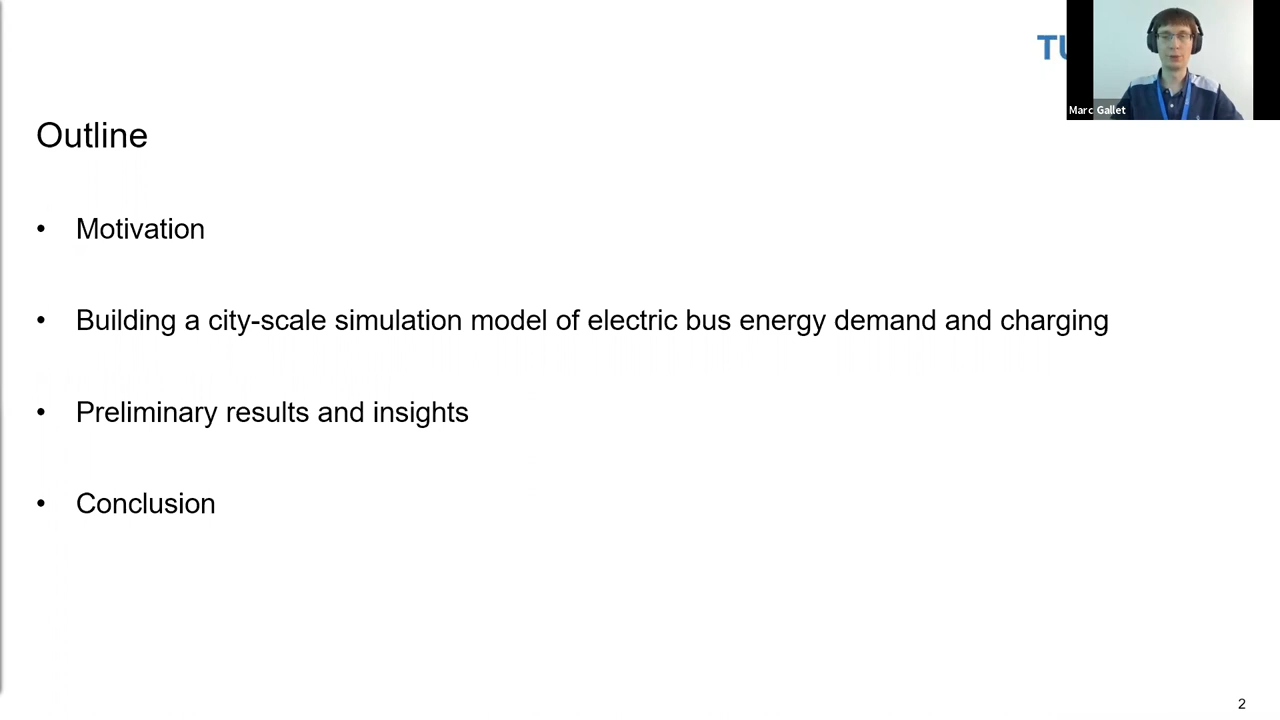 TU
Marc Gallet
Outline
• Motivation
• Building a city-scale simulation model of electric bus energy demand and charging
• Preliminary results and insights
• Conclusion
2